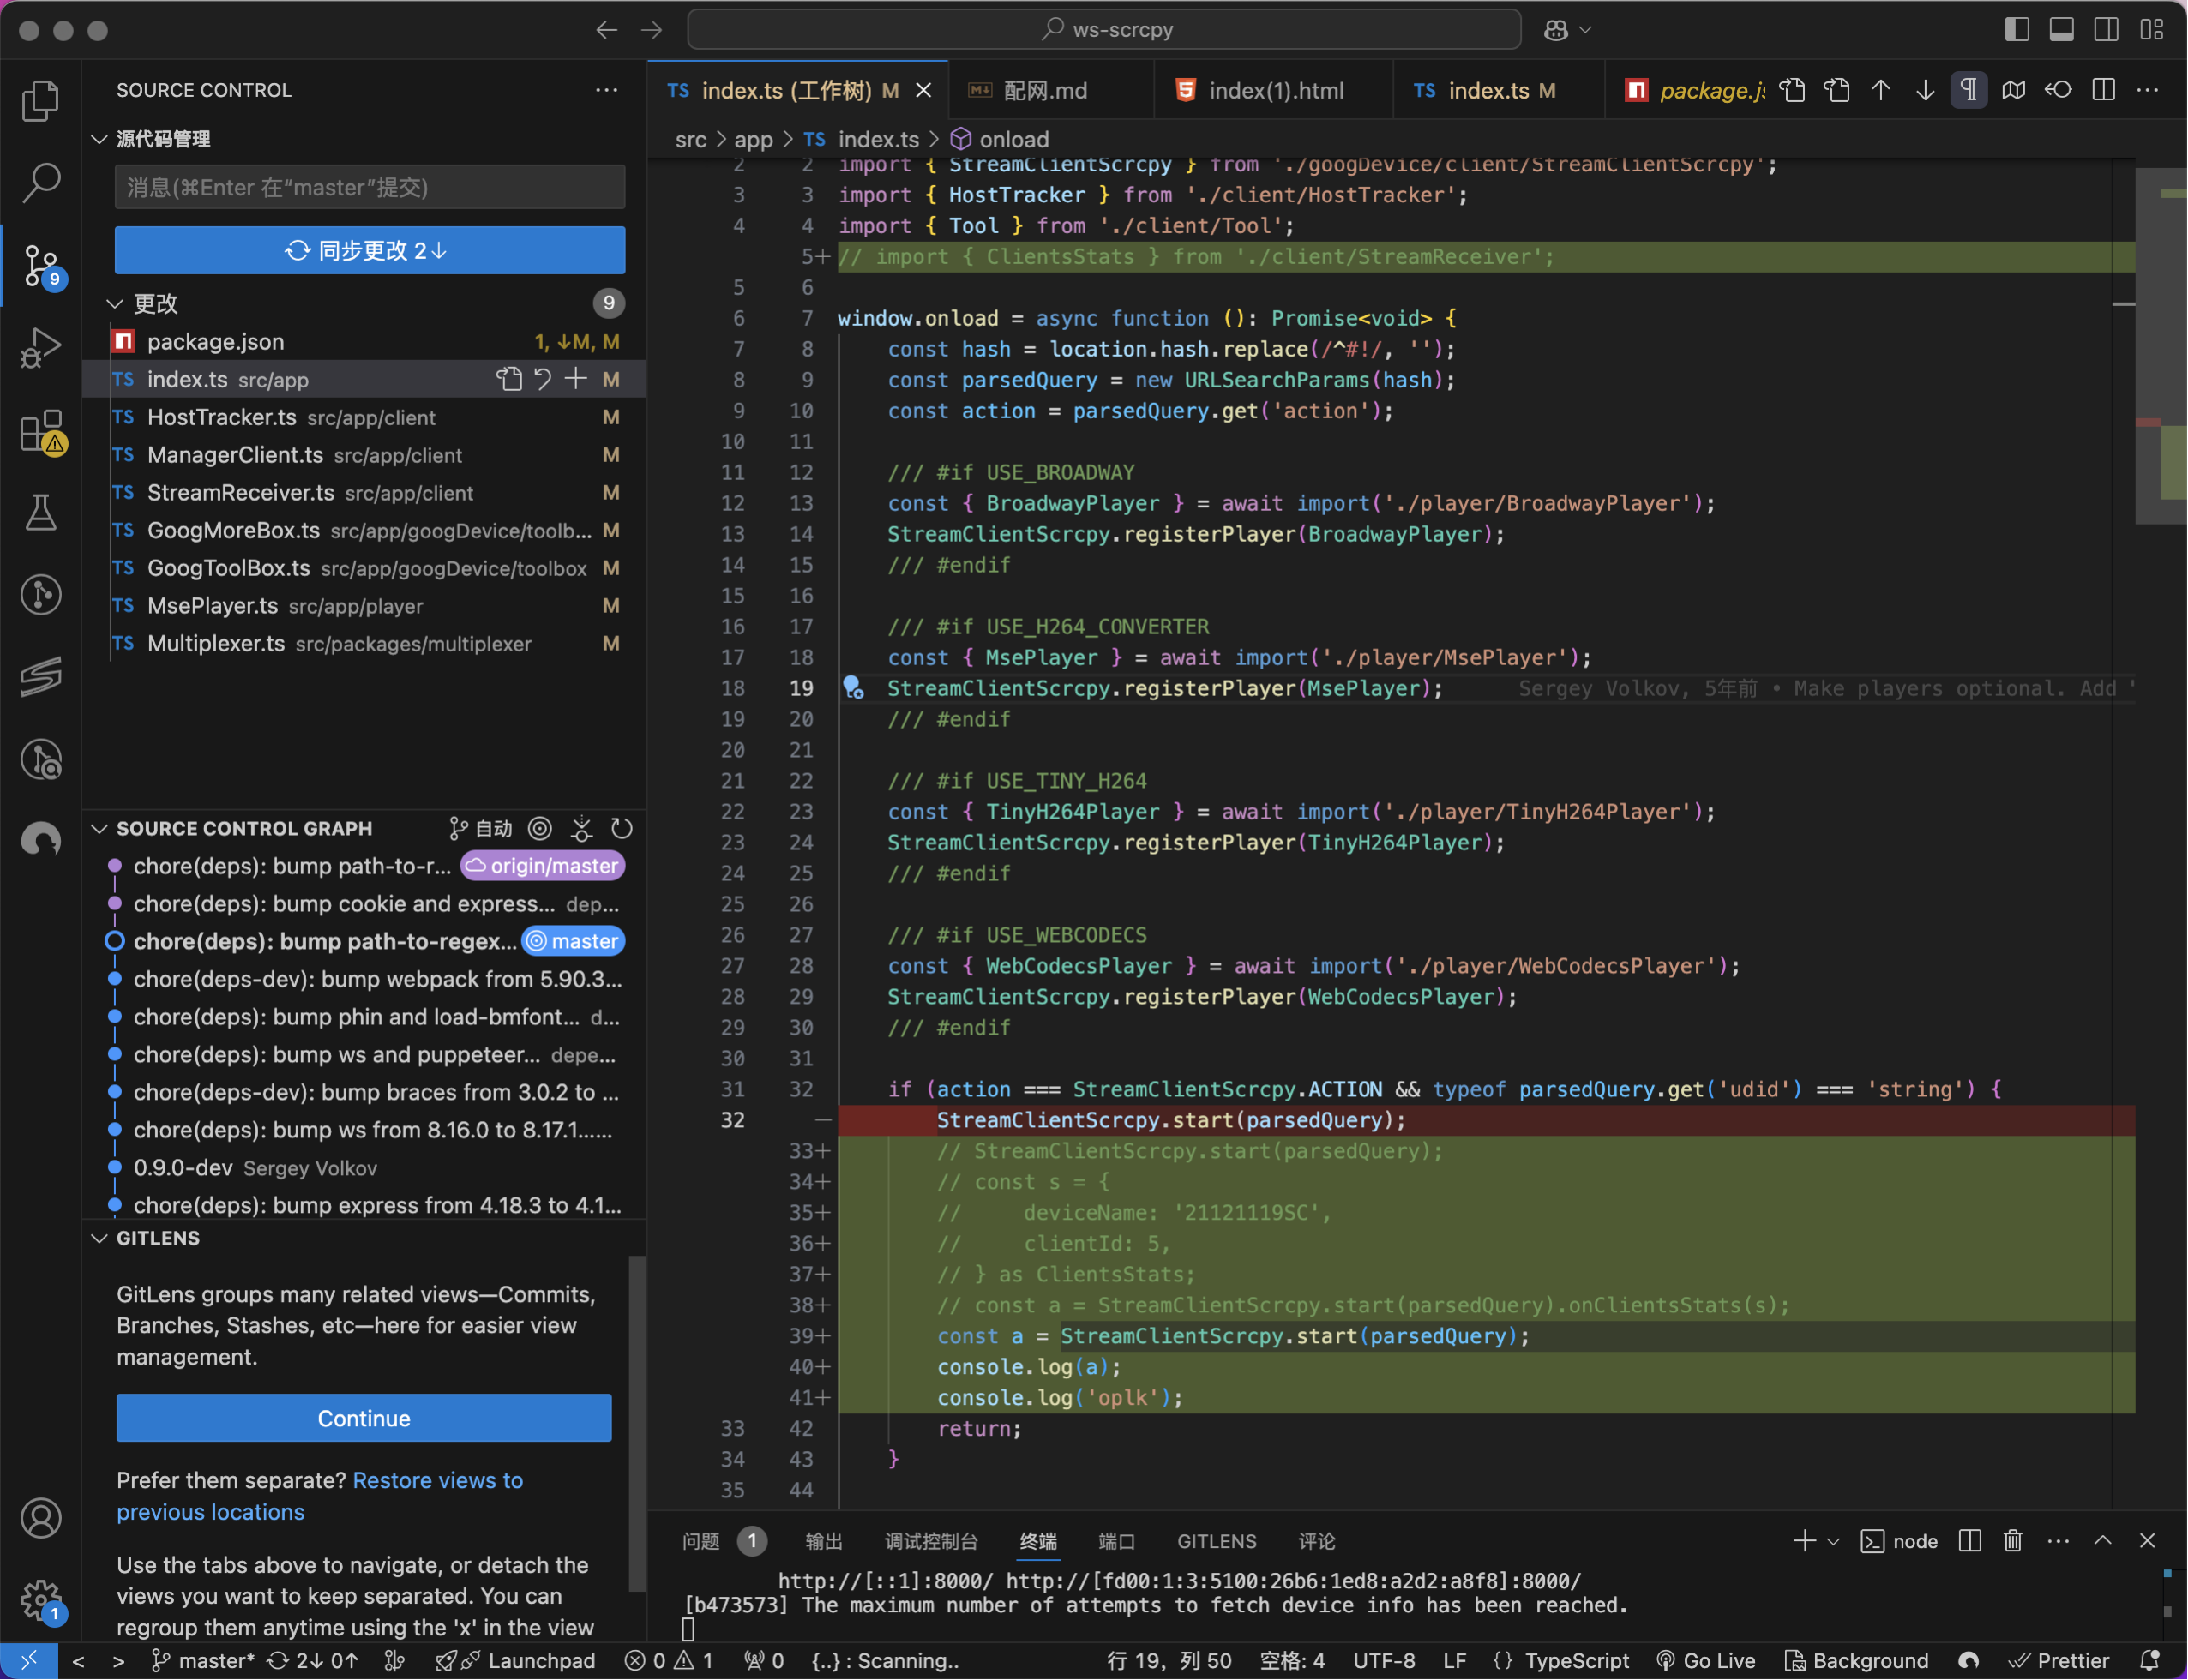 ws-scrcpy
SOURCE CONTROL
源代码管理
消息(⌘Enter 在“master”提交)
同步更改 2↓
更改 9
package.json 1, ↓M, M
index.ts src/app M
HostTracker.ts src/app/client M
ManagerClient.ts src/app/client M
StreamReceiver.ts src/app/client M
GoogMoreBox.ts src/app/googDevice/toolb... M
GoogToolBox.ts src/app/googDevice/toolbox M
MsePlayer.ts src/app/player M
Multiplexer.ts src/packages/multiplexer M
9
SOURCE CONTROL GRAPH 自动
chore(deps): bump path-to-r... origin/master
chore(deps): bump cookie and express... dep...
chore(deps): bump path-to-regex... master
chore(deps-dev): bump webpack from 5.90.3...
chore(deps): bump phin and load-bmfont... d...
chore(deps): bump ws and puppeteer... depe...
chore(deps-dev): bump braces from 3.0.2 to ...
chore(deps): bump ws from 8.16.0 to 8.17.1......
0.9.0-dev Sergey Volkov
chore(deps): bump express from 4.18.3 to 4.1...
GITLENS
GitLens groups many related views—Commits,
Branches, Stashes, etc—here for easier view
management.
Continue
Prefer them separate? Restore views to
previous locations
Use the tabs above to navigate, or detach the
views you want to keep separated. You can
regroup them anytime using the 'x' in the view
1
TS index.ts (工作树) M
配网.md
index(1).html
TS index.ts M
package.js
src > app > TS index.ts > onload
2 2 import { StreamClientScrcpy } from './googDevice/client/StreamClientScrcpy';
3 3 import { HostTracker } from './client/HostTracker';
4 4 import { Tool } from './client/Tool';
5+ // import { ClientsStats } from './client/StreamReceiver';
5 6
6 7 window.onload = async function (): Promise<void> {
7 8 const hash = location.hash.replace(/^#!/, '');
8 9 const parsedQuery = new URLSearchParams(hash);
9 10 const action = parsedQuery.get('action');
10 11
11 12 /// #if USE_BROADWAY
12 13 const { BroadwayPlayer } = await import('./player/BroadwayPlayer');
13 14 StreamClientScrcpy.registerPlayer(BroadwayPlayer);
14 15 /// #endif
15 16
16 17 /// #if USE_H264_CONVERTER
17 18 const { MsePlayer } = await import('./player/MsePlayer');
18 19 StreamClientScrcpy.registerPlayer(MsePlayer); Sergey Volkov, 5年前 • Make players optional. Add
19 20 /// #endif
20 21
21 22 /// #if USE_TINY_H264
22 23 const { TinyH264Player } = await import('./player/TinyH264Player');
23 24 StreamClientScrcpy.registerPlayer(TinyH264Player);
24 25 /// #endif
25 26
26 27 /// #if USE_WEBCODECS
27 28 const { WebCodecsPlayer } = await import('./player/WebCodecsPlayer');
28 29 StreamClientScrcpy.registerPlayer(WebCodecsPlayer);
29 30 /// #endif
30 31
31 32 if (action === StreamClientScrcpy.ACTION && typeof parsedQuery.get('udid') === 'string') {
32 — StreamClientScrcpy.start(parsedQuery);
33+ // StreamClientScrcpy.start(parsedQuery);
34+ // const s = {
35+ // deviceName: '21121119SC',
36+ // clientId: 5,
37+ // } as ClientsStats;
38+ // const a = StreamClientScrcpy.start(parsedQuery).onClientsStats(s);
39+ const a = StreamClientScrcpy.start(parsedQuery);
40+ console.log(a);
41+ console.log('oplk');
33 42 return;
34 43 }
35 44
问题 1 输出 调试控制台 终端 端口 GITLENS 评论 node
http://[::1]:8000/ http://[fd00:1:3:5100:26b6:1ed8:a2d2:a8f8]:8000/
[b473573] The maximum number of attempts to fetch device info has been reached.
master* 2↓ 0↑ Launchpad 0 1 0 {..} : Scanning.. 行 19，列 50 空格: 4 UTF-8 LF {} TypeScript Go Live Background Prettier